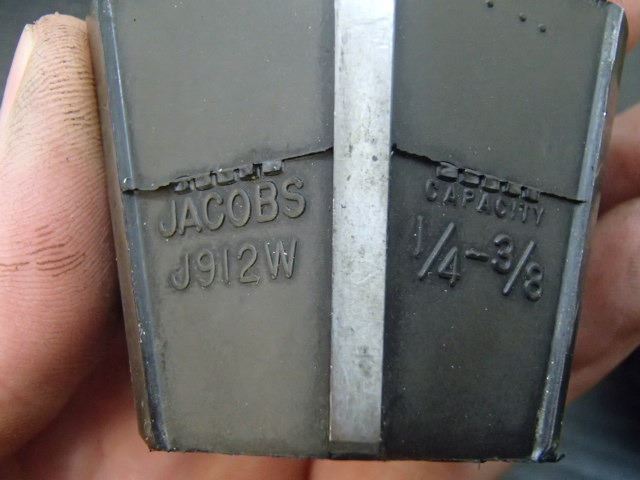 JACOBS
J912W
CAPACITY
1/4-3/8